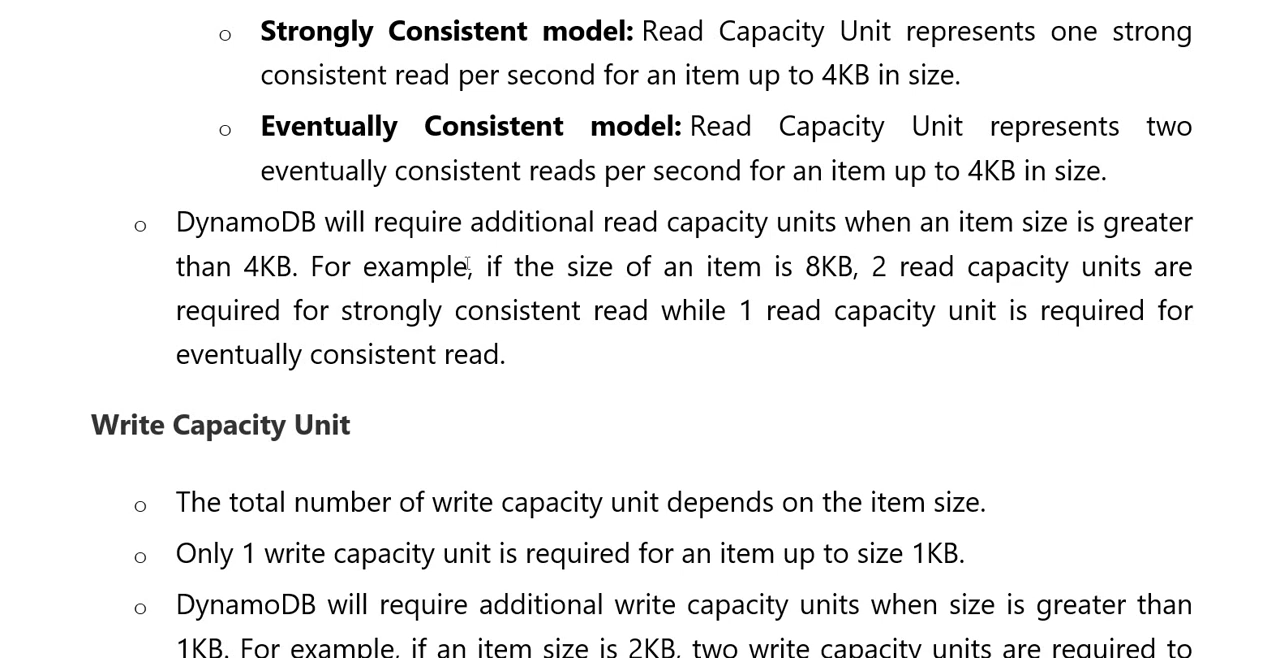 ○ Strongly Consistent model: Read Capacity Unit represents one strong
consistent read per second for an item up to 4KB in size.
○ Eventually Consistent model: Read Capacity Unit represents two
eventually consistent reads per second for an item up to 4KB in size.
○ DynamoDB will require additional read capacity units when an item size is greater
than 4KB. For example, if the size of an item is 8KB, 2 read capacity units are
required for strongly consistent read while 1 read capacity unit is required for
eventually consistent read.
Write Capacity Unit
○ The total number of write capacity unit depends on the item size.
○ Only 1 write capacity unit is required for an item up to size 1KB.
○ DynamoDB will require additional write capacity units when size is greater than
1KB. For example, if an item size is 2KB, two write capacity units are required to